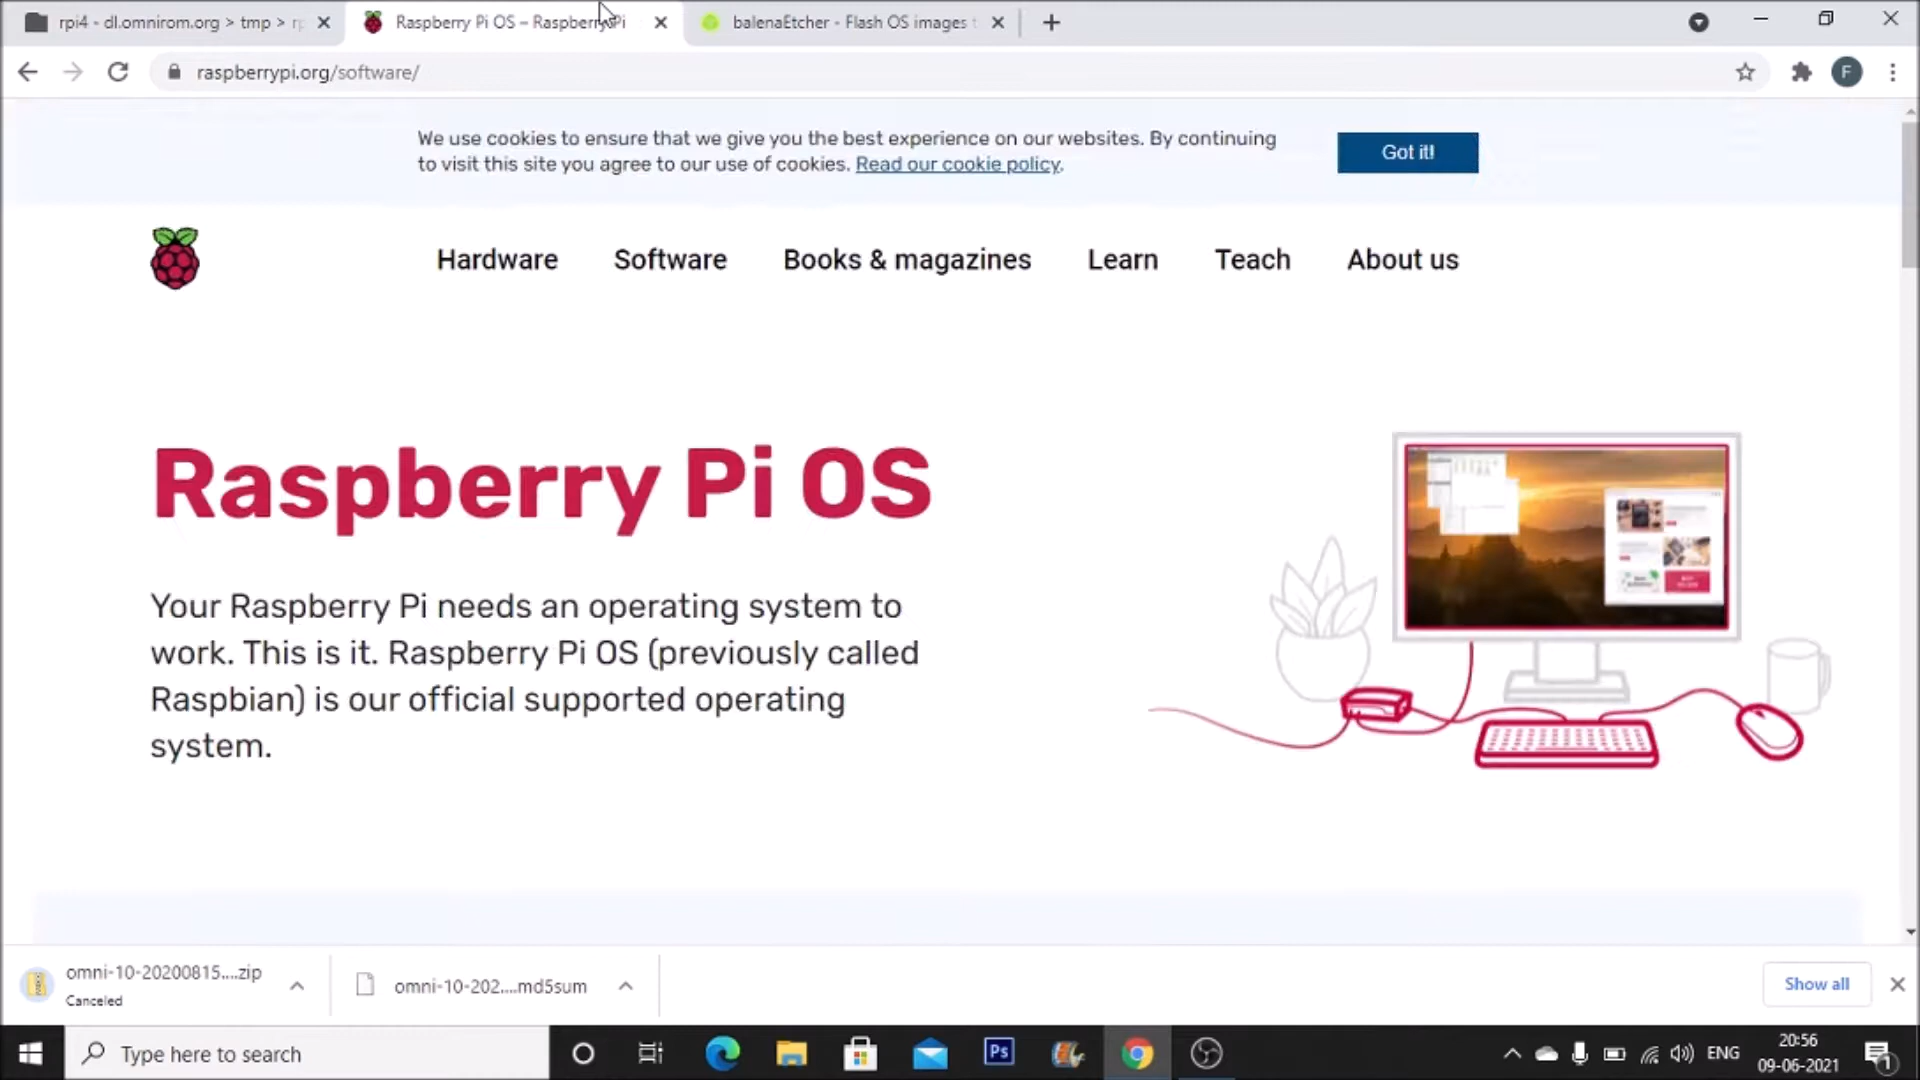 rpi4 - dl.omnirom.org > tmp > rp
Raspberry Pi OS – Raspberry Pi
balenaEtcher - Flash OS images t
raspberrypi.org/software/
F
We use cookies to ensure that we give you the best experience on our websites. By continuing
to visit this site you agree to our use of cookies. Read our cookie policy.
Got it!
Hardware
Software
Books & magazines
Learn
Teach
About us
Raspberry Pi OS
Your Raspberry Pi needs an operating system to
work. This is it. Raspberry Pi OS (previously called
Raspbian) is our official supported operating
system.
omni-10-20200815....zip
Canceled
omni-10-202....md5sum
Show all
Type here to search
Ps
ENG
20:56
09-06-2021
1